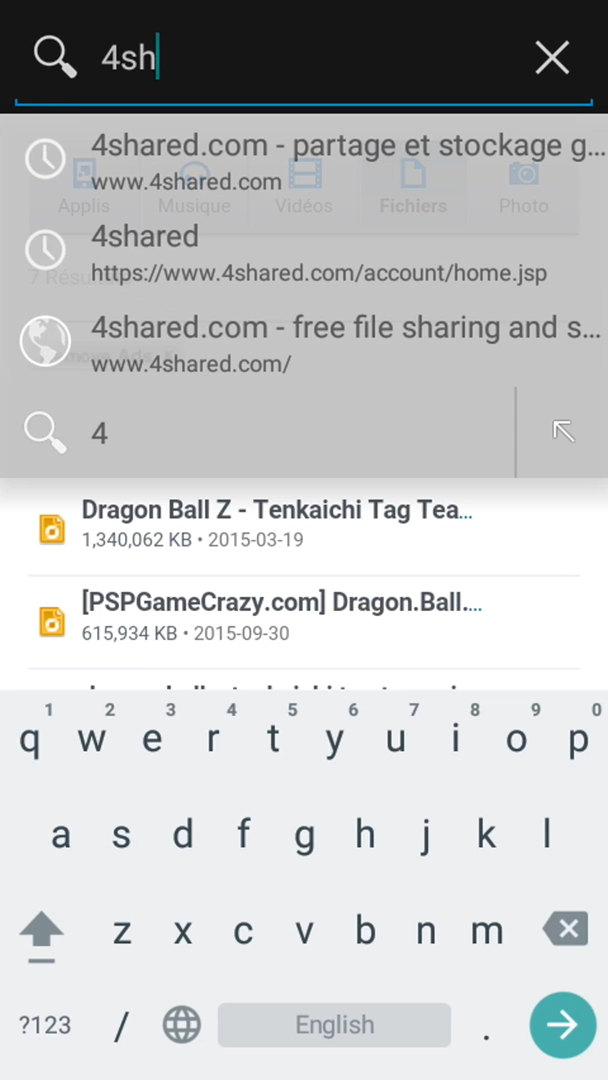 4sh
4shared.com - partage et stockage g...
www.4shared.com
Applis
Musique
Vidéos
Fichiers
Photo
4shared
https://www.4shared.com/account/home.jsp
4shared.com - free file sharing and s...
www.4shared.com/
4
Dragon Ball Z - Tenkaichi Tag Tea...
1,340,062 KB • 2015-03-19
[PSPGameCrazy.com] Dragon.Ball....
615,934 KB • 2015-09-30
1 2 3 4 5 6 7 8 9 0
q w e r t y u i o p
a s d f g h j k l
z x c v b n m
?123 / English .